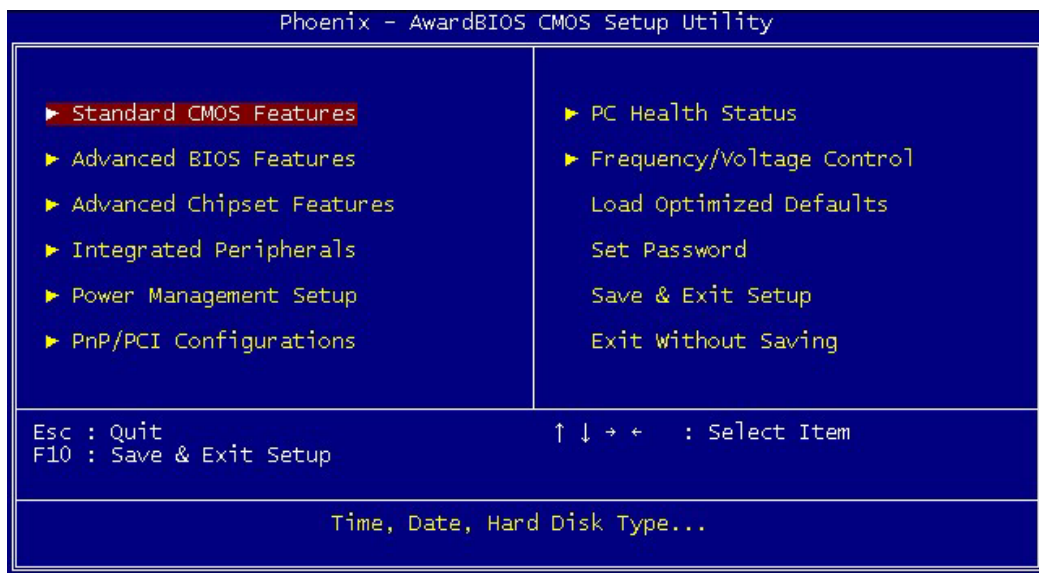 Phoenix - AwardBIOS CMOS Setup Utility
► Standard CMOS Features
► Advanced BIOS Features
► Advanced Chipset Features
► Integrated Peripherals
► Power Management Setup
► PnP/PCI Configurations
► PC Health Status
► Frequency/Voltage Control
Load Optimized Defaults
Set Password
Save & Exit Setup
Exit Without Saving
Esc : Quit
F10 : Save & Exit Setup
↑ ↓ → ← : Select Item
Time, Date, Hard Disk Type...